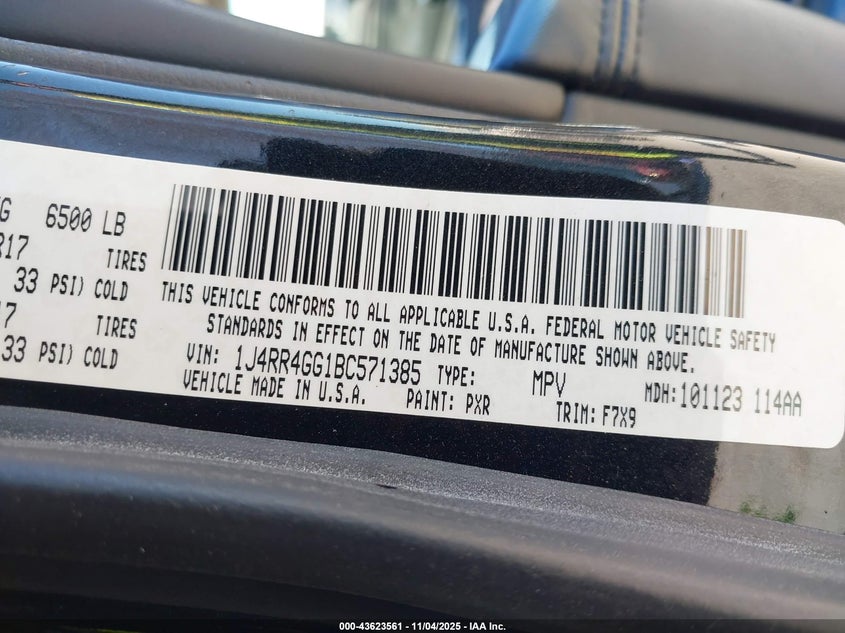 G 6500 LB
R17 TIRES
33 PSI) COLD
7 TIRES
33 PSI) COLD
THIS VEHICLE CONFORMS TO ALL APPLICABLE U.S.A. FEDERAL MOTOR VEHICLE SAFETY
STANDARDS IN EFFECT ON THE DATE OF MANUFACTURE SHOWN ABOVE.
VIN: 1J4RR4GG1BC571385 TYPE: MPV MDH:101123 114AA
VEHICLE MADE IN U.S.A. PAINT: PXR TRIM: F7X9
000-43623561 — 11/04/2025 — IAA Inc.